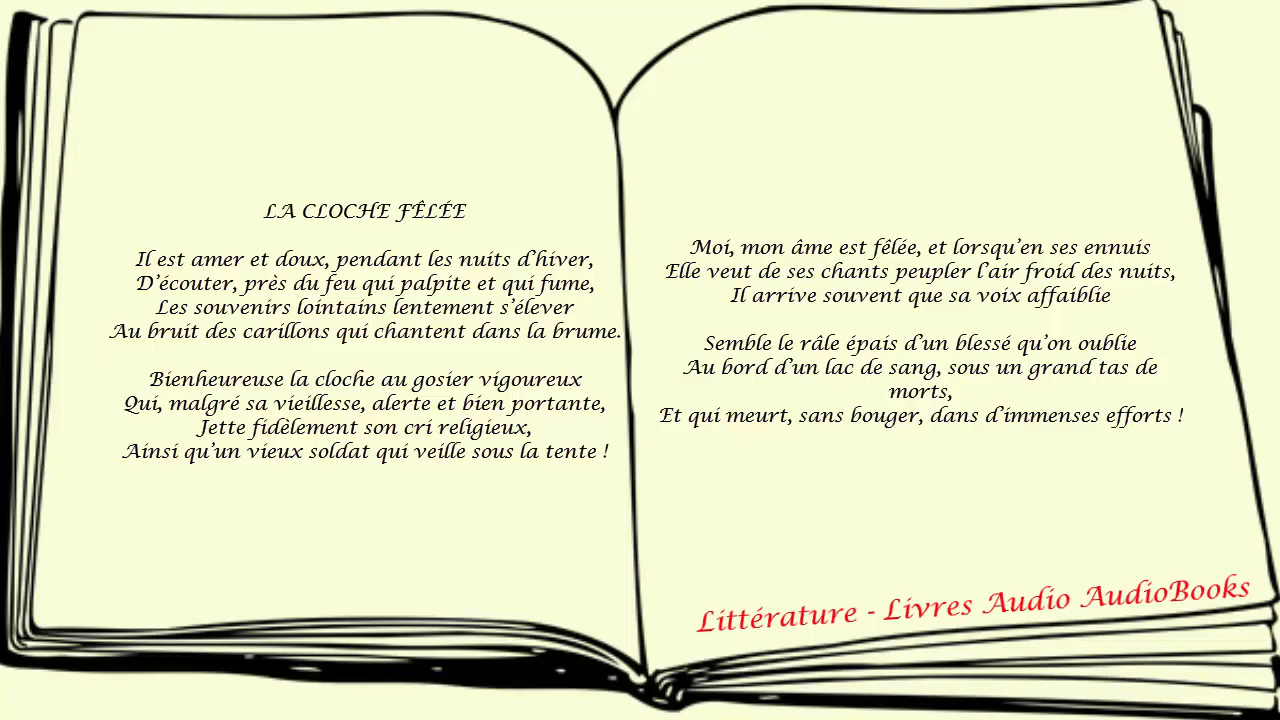 LA CLOCHE FÊLÉE
Il est amer et doux, pendant les nuits d'hiver,
D'écouter, près du feu qui palpite et qui fume,
Les souvenirs lointains lentement s'élever
Au bruit des carillons qui chantent dans la brume.
Bienheureuse la cloche au gosier vigoureux
Qui, malgré sa vieillesse, alerte et bien portante,
Jette fidèlement son cri religieux,
Ainsi qu'un vieux soldat qui veille sous la tente !
Moi, mon âme est fêlée, et lorsqu'en ses ennuis
Elle veut de ses chants peupler l'air froid des nuits,
Il arrive souvent que sa voix affaiblie
Semble le râle épais d'un blessé qu'on oublie
Au bord d'un lac de sang, sous un grand tas de
morts,
Et qui meurt, sans bouger, dans d'immenses efforts !
Littérature - Livres Audio AudioBooks